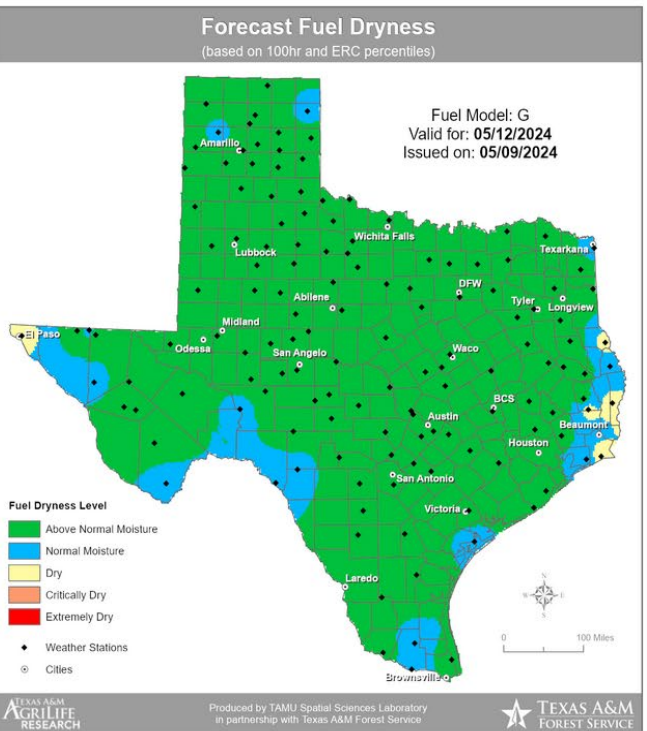 Forecast Fuel Dryness
(based on 100hr and ERC percentiles)
Fuel Model: G
Valid for: 05/12/2024
Issued on: 05/09/2024
Amarillo
Wichita Falls
Texarkana
Lubbock
DFW
Abilene
Tyler
Longview
Midland
El Paso
Odessa
Waco
San Angelo
BCS
Austin
Beaumont
Houston
San Antonio
Victoria
Laredo
Brownsville
Fuel Dryness Level
Above Normal Moisture
Normal Moisture
Dry
Critically Dry
Extremely Dry
Weather Stations
Cities
N
W
E
S
0 100 Miles
TEXAS A&M
AGRILIFE
RESEARCH
Produced by TAMU Spatial Sciences Laboratory
in partnership with Texas A&M Forest Service
TEXAS A&M
FOREST SERVICE